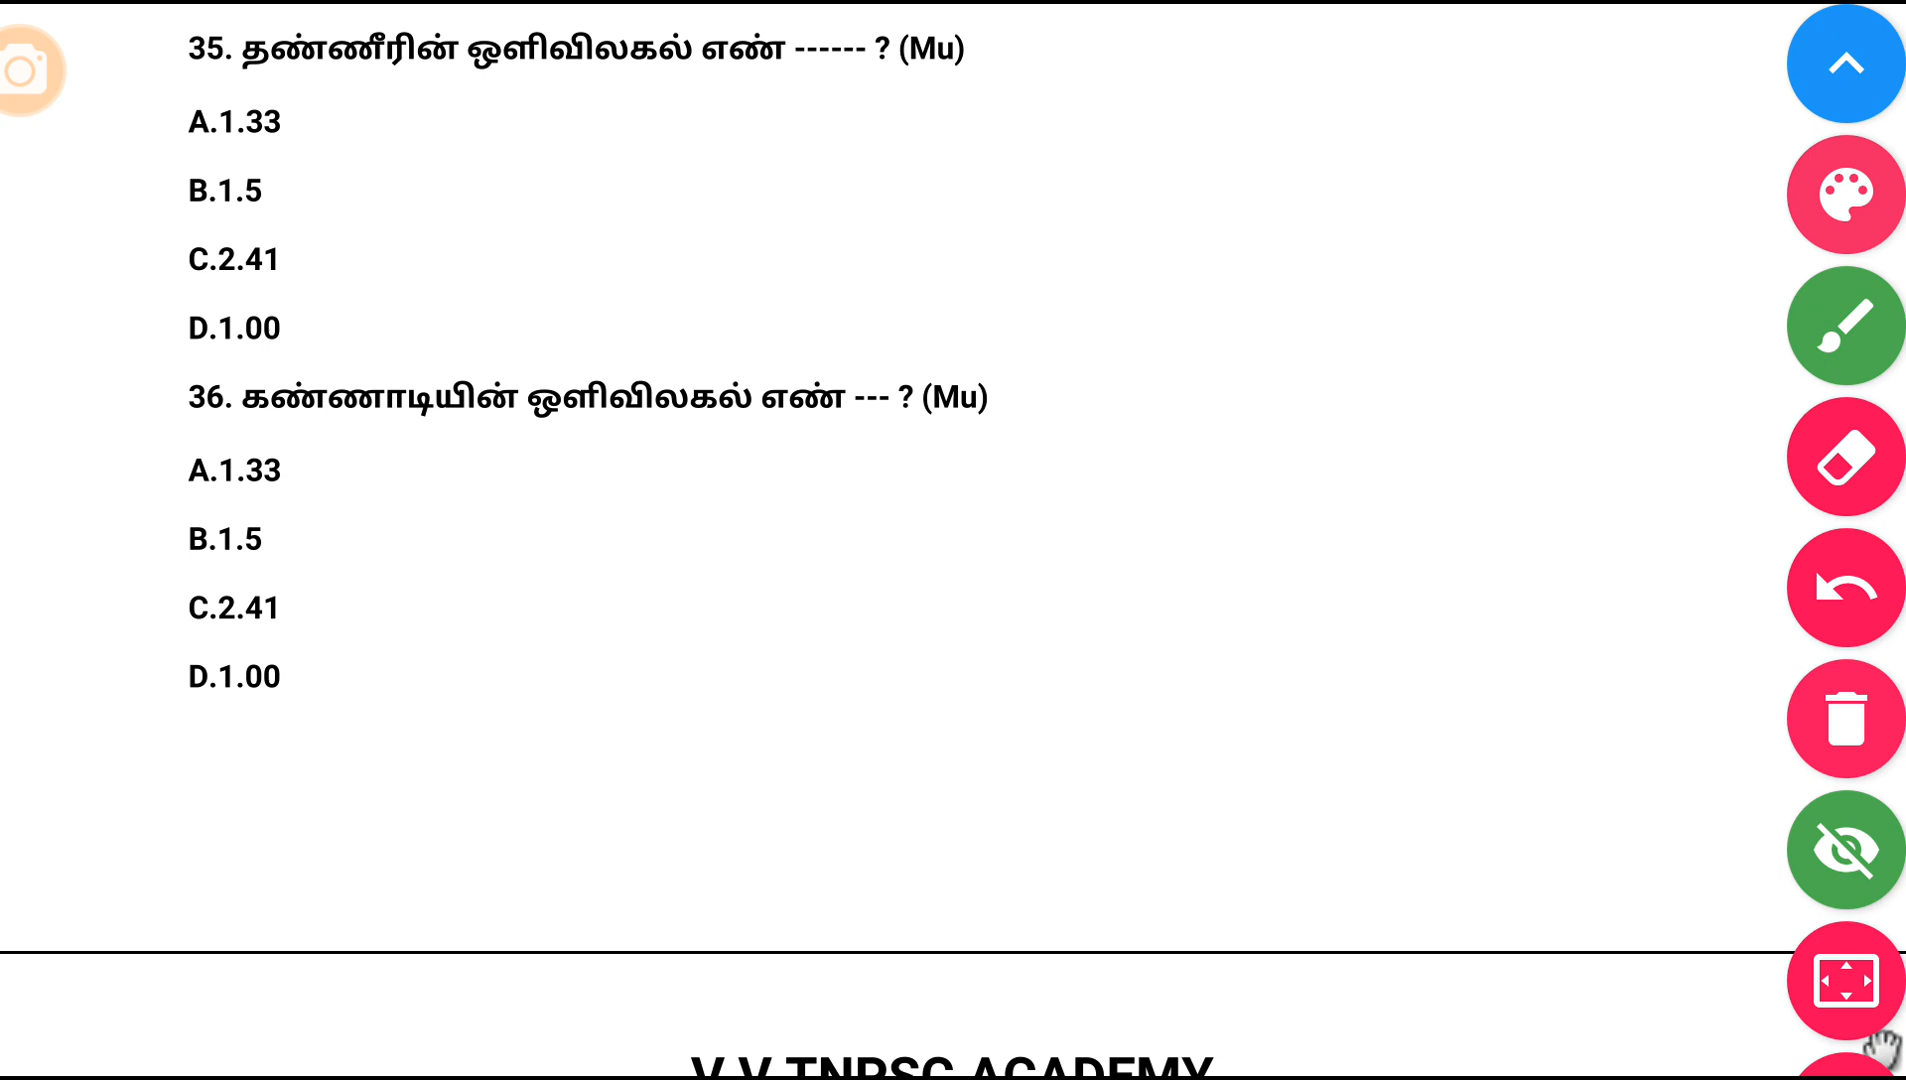 35. தண்ணீரின் ஒளிவிலகல் எண் ------ ? (Mu)
A.1.33
B.1.5
C.2.41
D.1.00
36. கண்ணாடியின் ஒளிவிலகல் எண் --- ? (Mu)
A.1.33
B.1.5
C.2.41
D.1.00
V V TNPSC ACADEMY